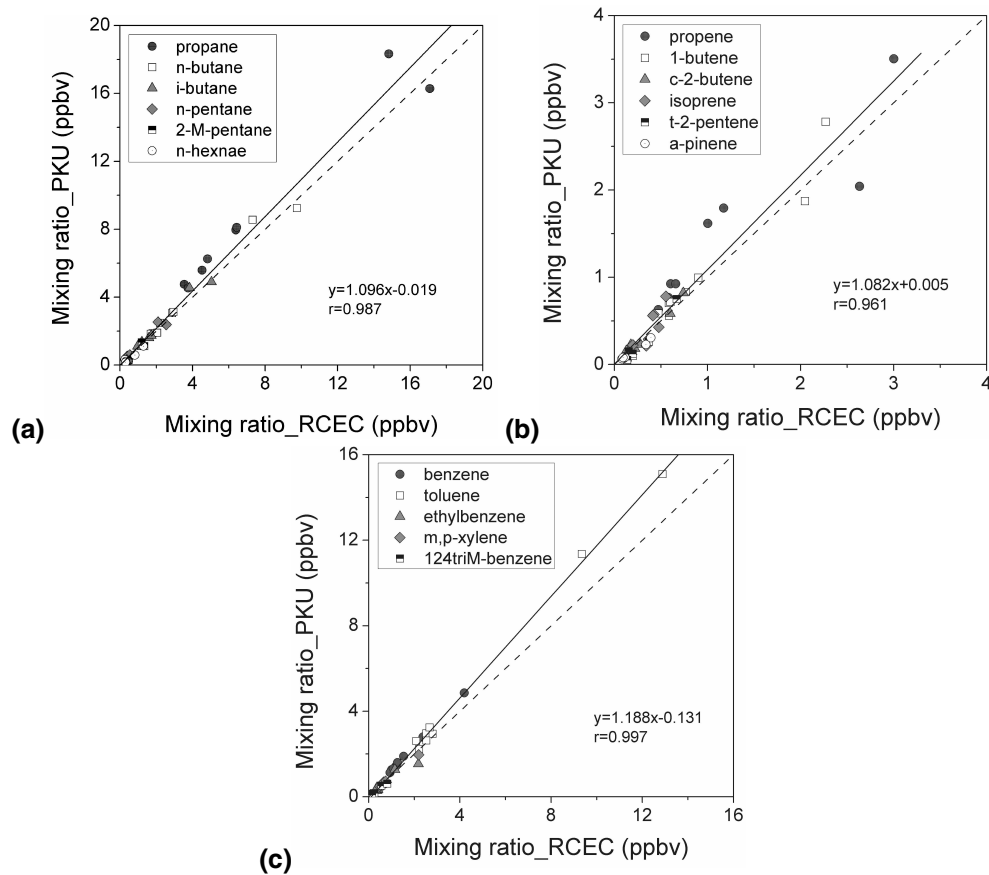 20
16
12
8
4
0
Mixing ratio_PKU (ppbv)
propane
n-butane
i-butane
n-pentane
2-M-pentane
n-hexnae
y=1.096x-0.019
r=0.987
0 4 8 12 16 20
Mixing ratio_RCEC (ppbv)
(a)
4
3
2
1
0
Mixing ratio_PKU (ppbv)
propene
1-butene
c-2-butene
isoprene
t-2-pentene
a-pinene
y=1.082x+0.005
r=0.961
0 1 2 3 4
Mixing ratio_RCEC (ppbv)
(b)
16
12
8
4
0
Mixing ratio_PKU (ppbv)
benzene
toluene
ethylbenzene
m,p-xylene
124triM-benzene
y=1.188x-0.131
r=0.997
0 4 8 12 16
Mixing ratio_RCEC (ppbv)
(c)